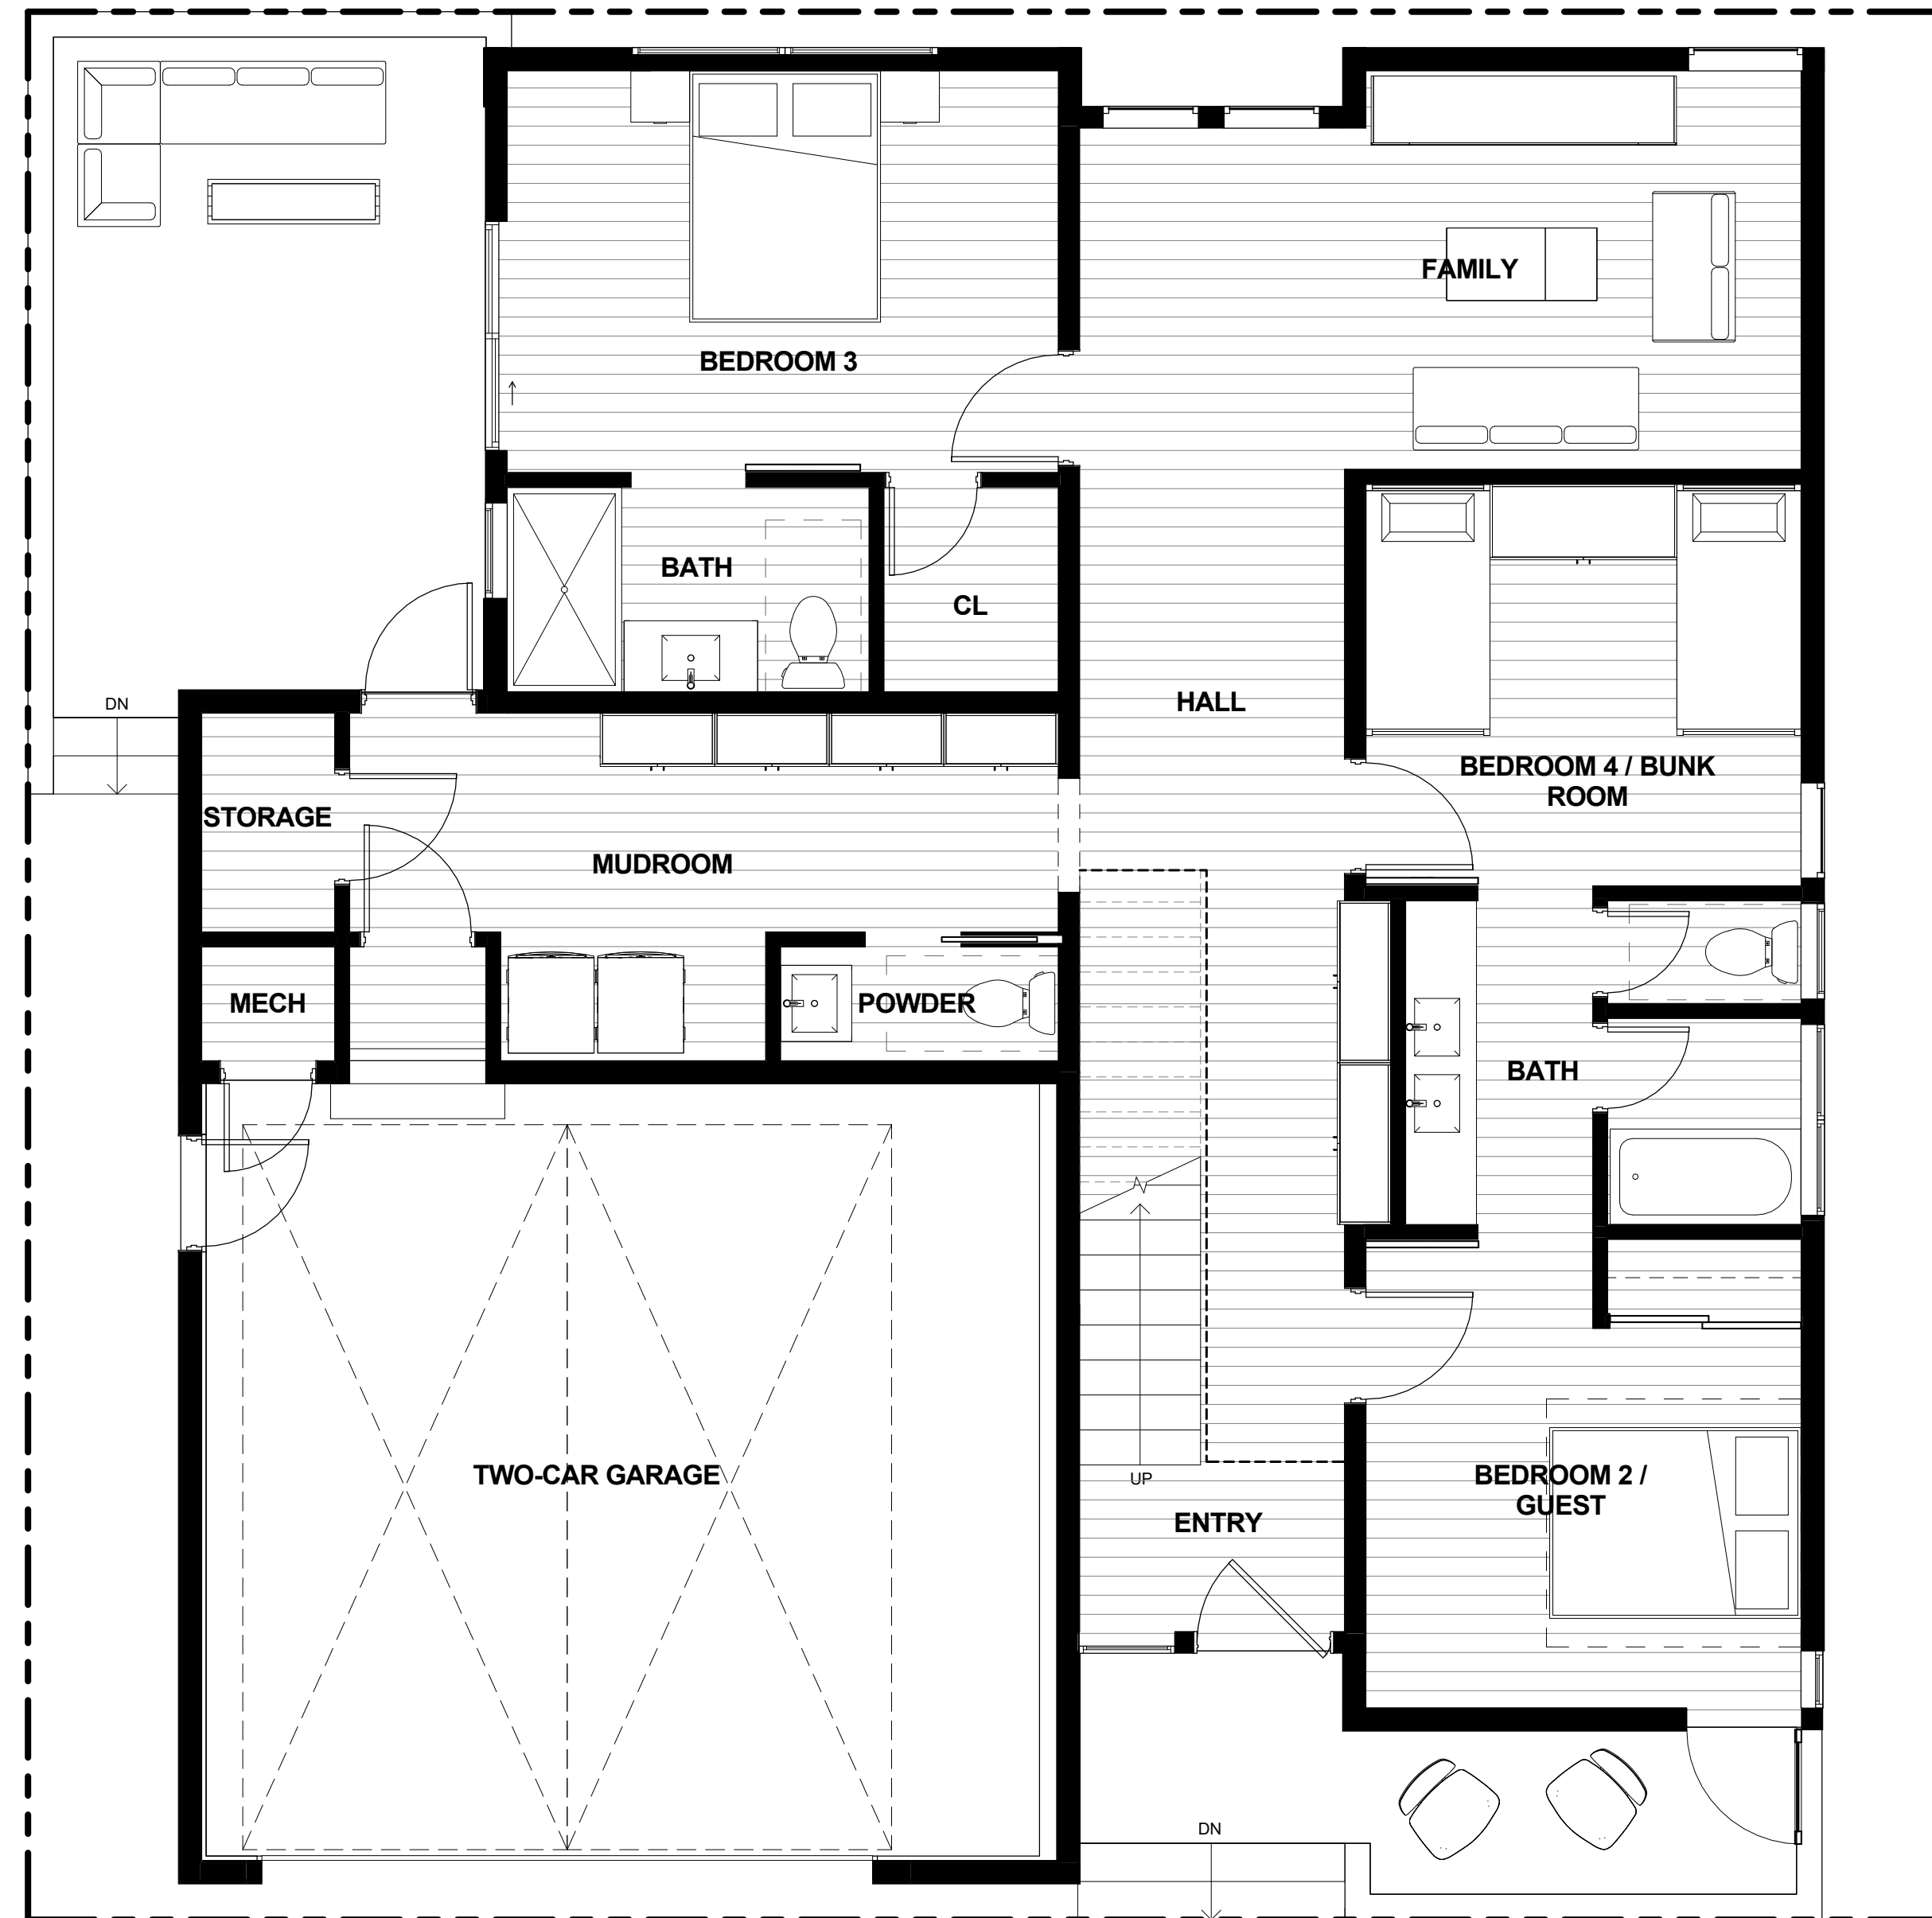 FAMILY
BEDROOM 3
BATH
CL
HALL
DN
BEDROOM 4 / BUNK
ROOM
STORAGE
MUDROOM
MECH
POWDER
BATH
TWO-CAR GARAGE
UP
BEDROOM 2 /
GUEST
ENTRY
DN